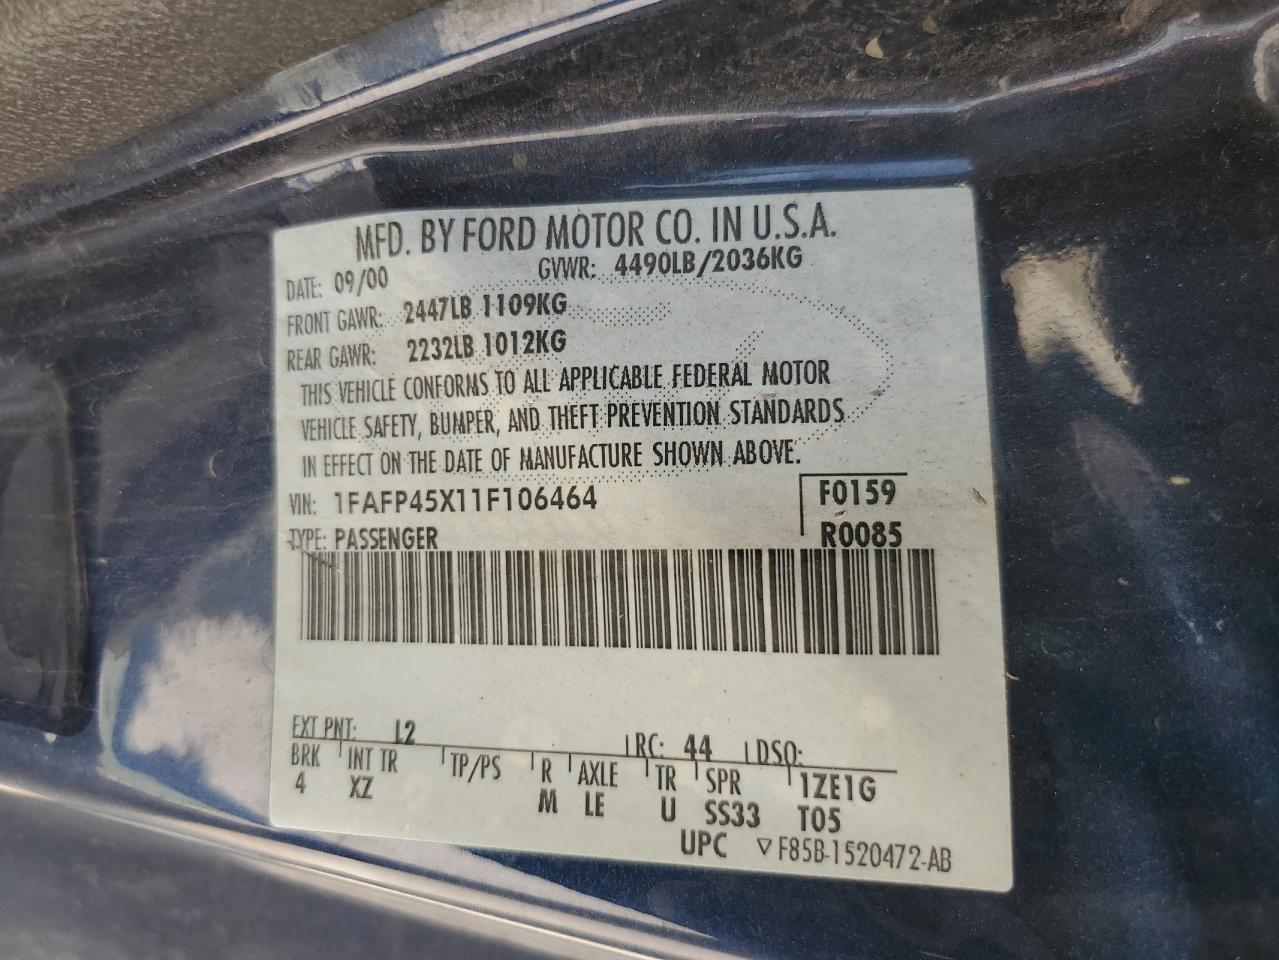 MFD. BY FORD MOTOR CO. IN U.S.A.
DATE: 09/00 GVWR: 4490LB/2036KG
FRONT GAWR: 2447LB 1109KG
REAR GAWR: 2232LB 1012KG
THIS VEHICLE CONFORMS TO ALL APPLICABLE FEDERAL MOTOR
VEHICLE SAFETY, BUMPER, AND THEFT PREVENTION STANDARDS
IN EFFECT ON THE DATE OF MANUFACTURE SHOWN ABOVE.
VIN: 1FAFP45X11F106464 F0159
TYPE: PASSENGER R0085
EXT PNT: L2 RC: 44 DSO:
BRK INT TR TP/PS R AXLE TR SPR 1ZE1G
4 XZ M LE U SS33 T05
UPC ▽ F85B-1520472-AB